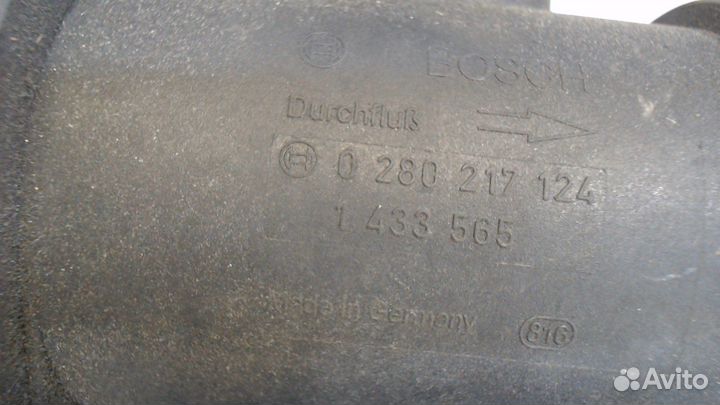 BOSCH
Durchfluß
0 280 217 124
1 433 565
Made in Germany 816
Avito